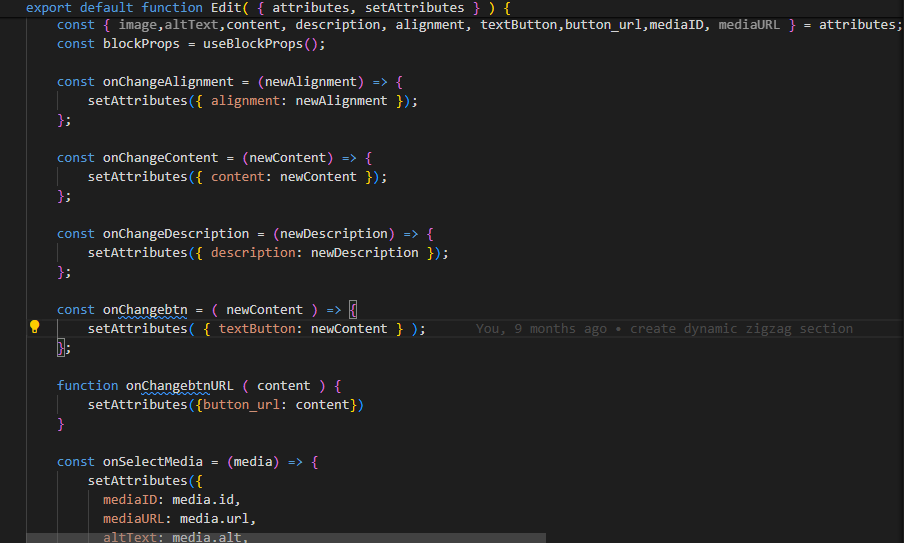 export default function Edit( { attributes, setAttributes } ) {
const { image,altText,content, description, alignment, textButton,button_url,mediaID, mediaURL } = attributes;
const blockProps = useBlockProps();
const onChangeAlignment = (newAlignment) => {
setAttributes({ alignment: newAlignment });
};
const onChangeContent = (newContent) => {
setAttributes({ content: newContent });
};
const onChangeDescription = (newDescription) => {
setAttributes({ description: newDescription });
};
const onChangebtn = ( newContent ) => {
setAttributes( { textButton: newContent } ); You, 9 months ago • create dynamic zigzag section
};
function onChangebtnURL ( content ) {
setAttributes({button_url: content})
}
const onSelectMedia = (media) => {
setAttributes({
mediaID: media.id,
mediaURL: media.url,
altText: media.alt,